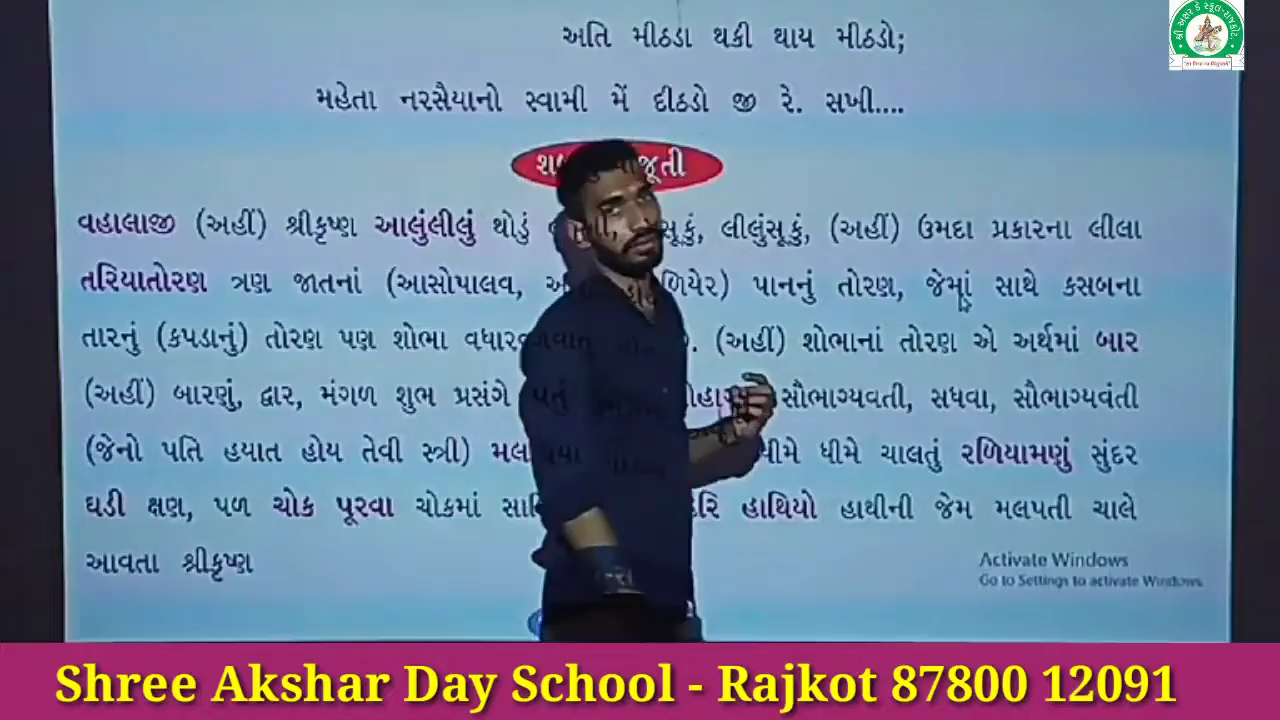 અતિ મીઠડા થકી થાય મીઠડો;
મહેતા નરસૈયાનો સ્વામી મેં દીઠડો જી રે. સખી....
વહાલાજી (અહીં) શ્રીકૃષ્ણ આલુંલીલું થોડું સૂકું, લીલુંસૂકું, (અહીં) ઉમદા પ્રકારના લીલા
તરિયાતોરણ ત્રણ જાતનાં (આસોપાલવ, પાનનું તોરણ, જેમાં સાથે કસબના
તારનું (કપડાનું) તોરણ પણ શોભા (અહીં) શોભાનાં તોરણ એ અર્થમાં બાર
(અહીં) બારણું, દ્વાર, મંગળ શુભ પ્રસંગે સૌભાગ્યવતી, સધવા, સૌભાગ્યવંતી
(જેનો પતિ હયાત હોય તેવી સ્ત્રી) ધીમે ધીમે ચાલતું રળિયામણું સુંદર
ઘડી ક્ષણ, પળ ચોક પૂરવા ચોકમાં હાથિયો હાથીની જેમ મલપતી ચાલે
આવતા શ્રીકૃષ્ણ
Activate Windows
Go to Settings to activate Windows
Shree Akshar Day School - Rajkot 87800 12091